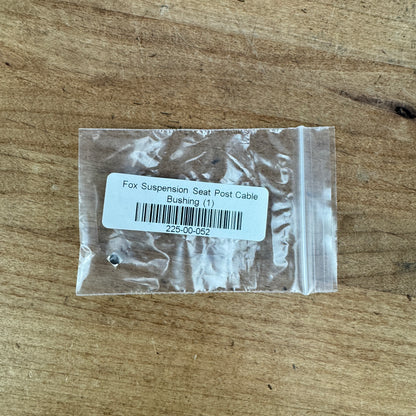 Fox Suspension Seat Post Cable
Bushing (1)
225-00-052